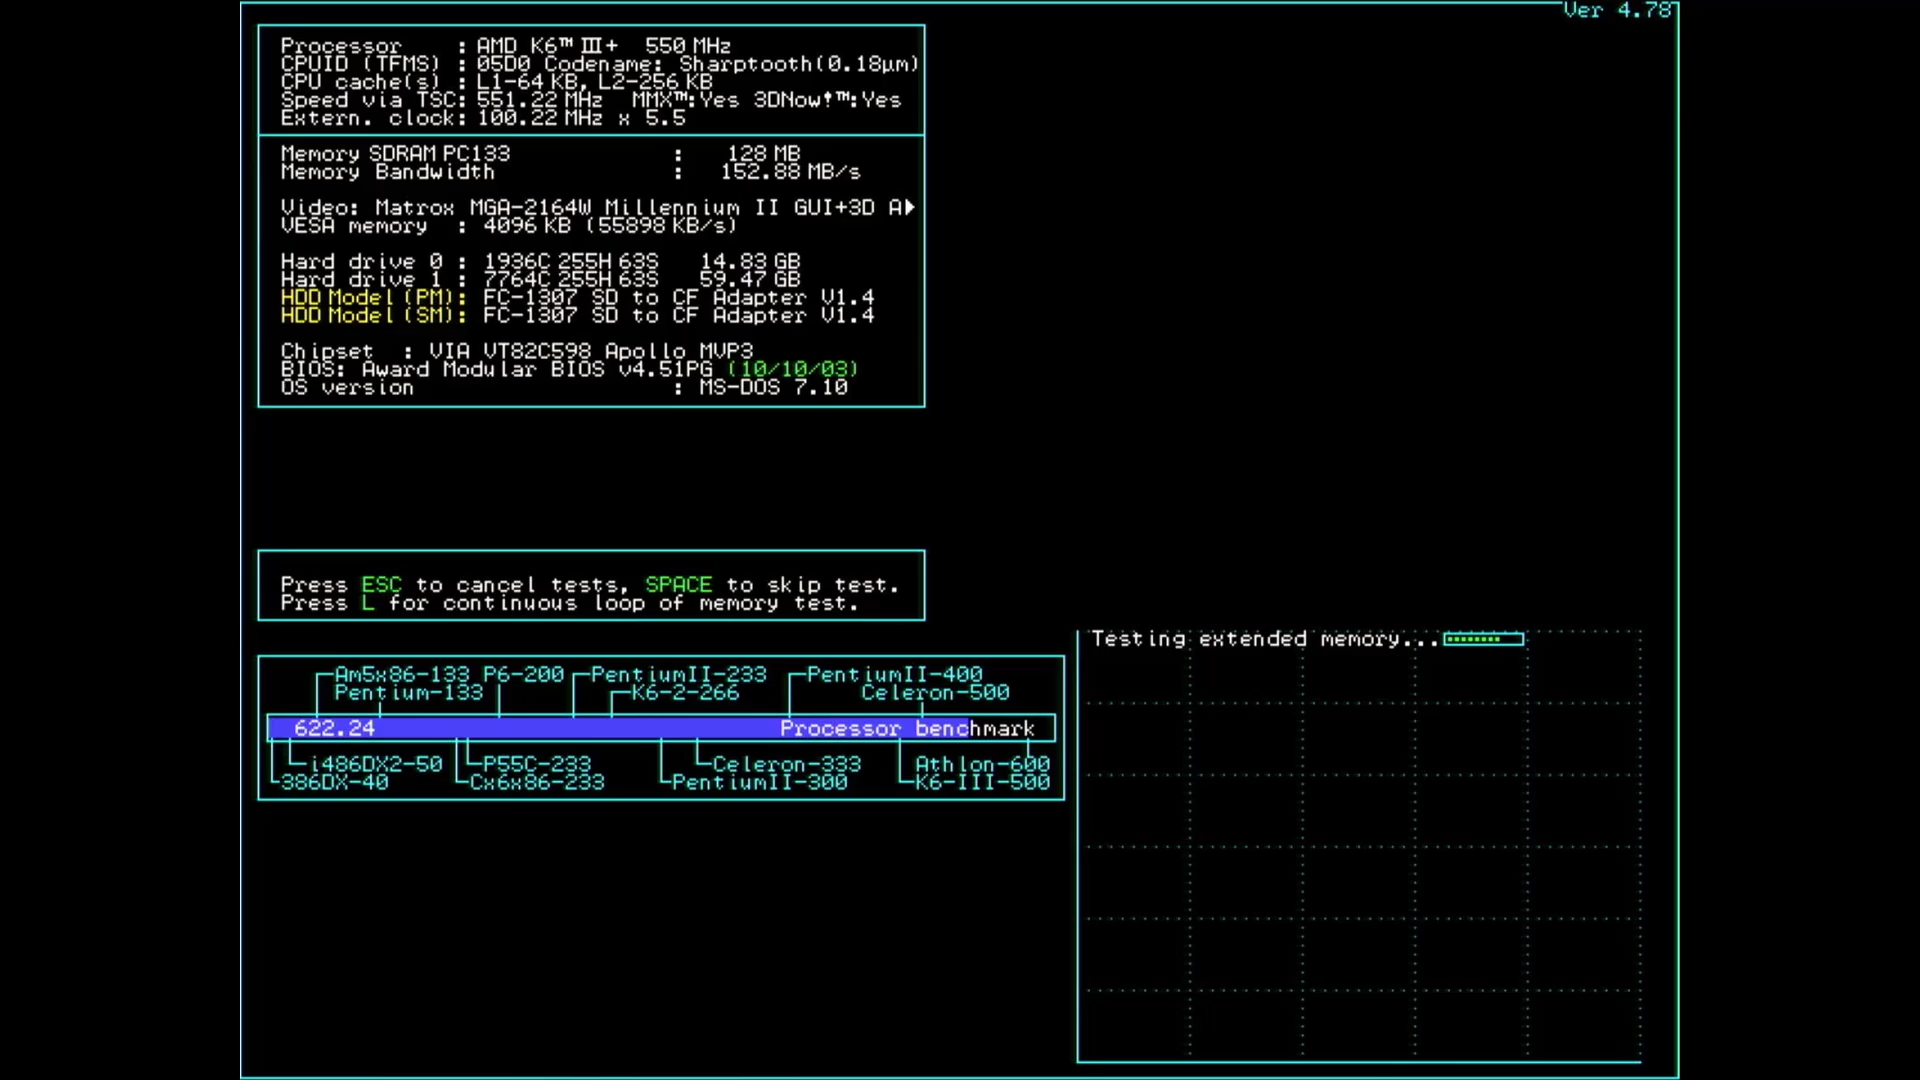 Ver 4.78
Processor : AMD K6™ III+ 550 MHz
CPUID (TFMS) : 05D0 Codename: Sharptooth(0.18µm)
CPU cache(s) : L1-64 KB, L2-256 KB
Speed via TSC: 551.22 MHz MMX™:Yes 3DNow!™:Yes
Extern. clock: 100.22 MHz x 5.5
Memory SDRAM PC133 : 128 MB
Memory Bandwidth : 152.88 MB/s
Video: Matrox MGA-2164W Millennium II GUI+3D A▶
VESA memory : 4096 KB (55898 KB/s)
Hard drive 0 : 1936C 255H 63S 14.83 GB
Hard drive 1 : 7764C 255H 63S 59.47 GB
HDD Model (PM): FC-1307 SD to CF Adapter V1.4
HDD Model (SM): FC-1307 SD to CF Adapter V1.4
Chipset : VIA VT82C598 Apollo MVP3
BIOS: Award Modular BIOS v4.51PG (10/10/03)
OS version : MS-DOS 7.10
Press ESC to cancel tests, SPACE to skip test.
Press L for continuous loop of memory test.
Testing extended memory...
Am5x86-133 P6-200 PentiumII-233 PentiumII-400
Pentium-133 K6-2-266 Celeron-500
622.24 Processor benchmark
i486DX2-50 P55C-233 Celeron-333 Athlon-600
386DX-40 Cx6x86-233 PentiumII-300 K6-III-500